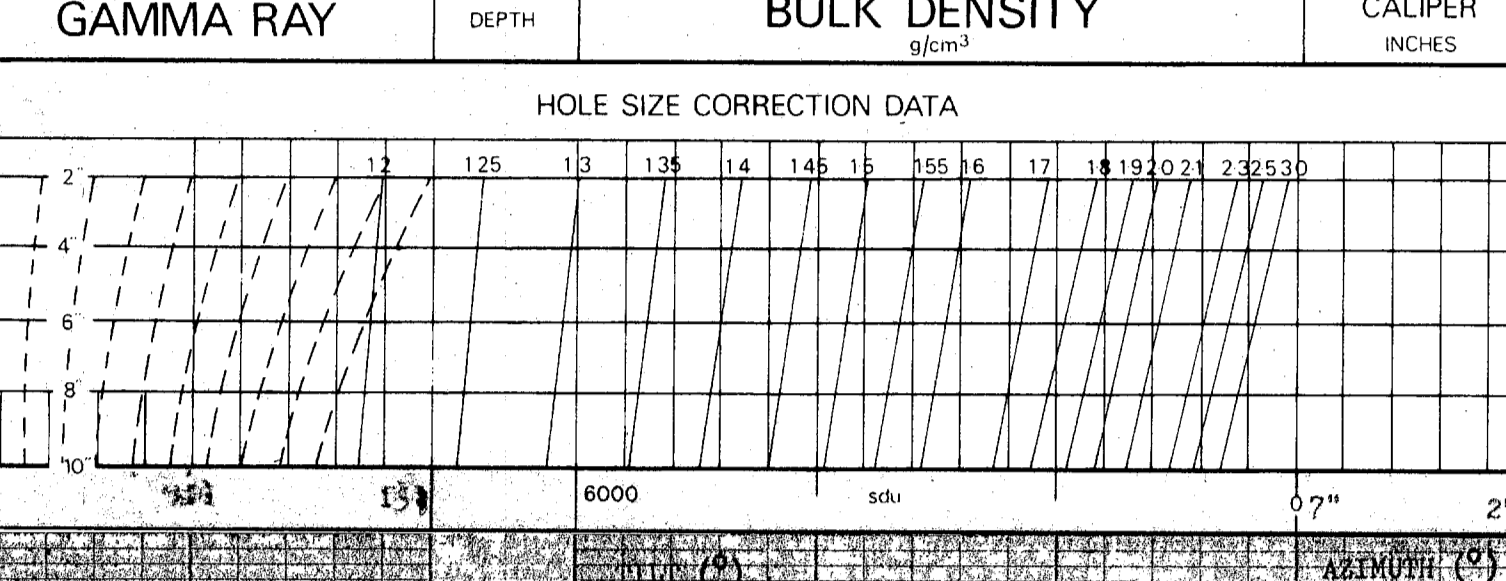 GAMMA RAY DEPTH BULK DENSITY CALIPER
g/cm³ INCHES
HOLE SIZE CORRECTION DATA
12 125 13 135 14 145 15 155 16 17 18 19 20 21 23 25 30
2"
4"
6"
8"
10"
6000 sdu 0 7" 2
(º) AZIMUTH (º)